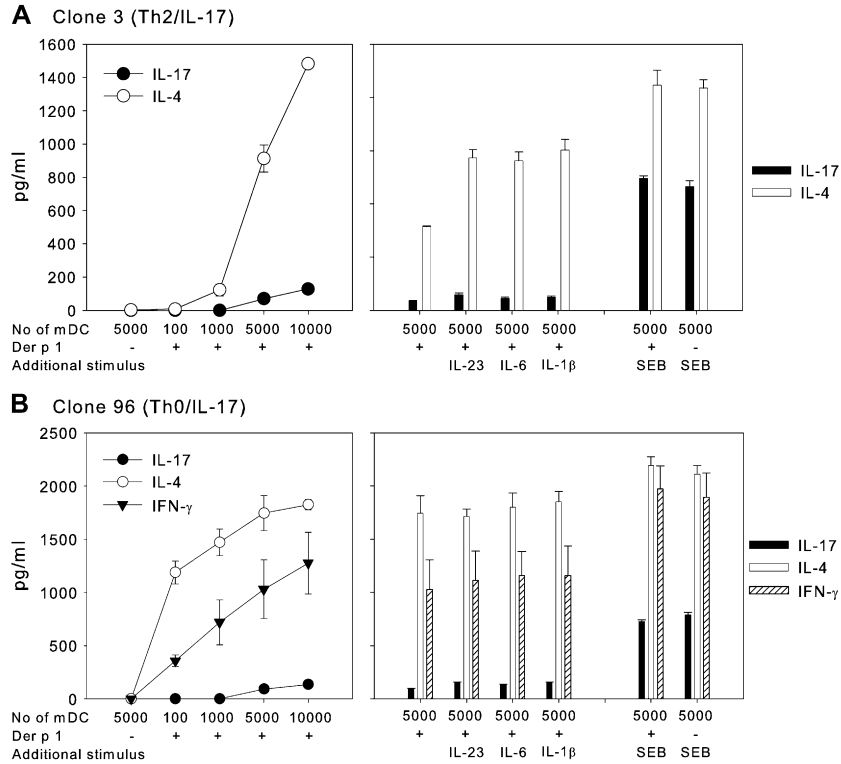 A Clone 3 (Th2/IL-17)
1600
1400
1200
1000
800
600
400
200
0
pg/ml
IL-17
IL-4
IL-17
IL-4
No of mDC 5000 100 1000 5000 10000 5000 5000 5000 5000 5000 5000
Der p 1 - + + + + + + + + + -
Additional stimulus IL-23 IL-6 IL-1β SEB SEB
B Clone 96 (Th0/IL-17)
2500
2000
1500
1000
500
0
pg/ml
IL-17
IL-4
IFN-γ
IL-17
IL-4
IFN-γ
No of mDC 5000 100 1000 5000 10000 5000 5000 5000 5000 5000 5000
Der p 1 - + + + + + + + + + -
Additional stimulus IL-23 IL-6 IL-1β SEB SEB